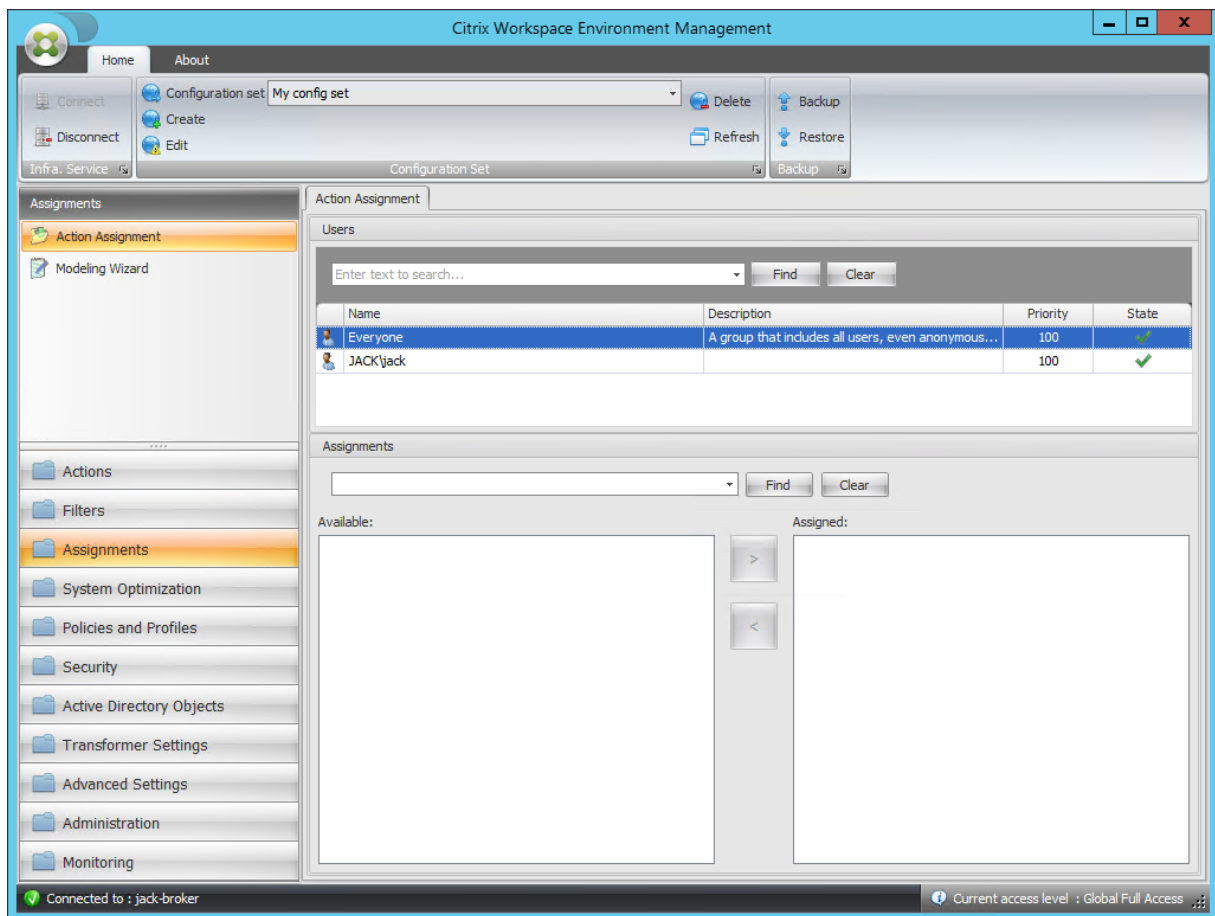 Citrix Workspace Environment Management
Home About
Connect
Disconnect
Infra. Service
Configuration set My config set
Create
Edit
Delete
Refresh
Configuration Set
Backup
Restore
Backup
Assignments
Action Assignment
Modeling Wizard
Actions
Filters
Assignments
System Optimization
Policies and Profiles
Security
Active Directory Objects
Transformer Settings
Advanced Settings
Administration
Monitoring
Action Assignment
Users
Enter text to search... Find Clear
Name Description Priority State
Everyone A group that includes all users, even anonymous... 100
JACK\jack 100
Assignments
Find Clear
Available: Assigned:
>
<
Connected to : jack-broker
Current access level : Global Full Access